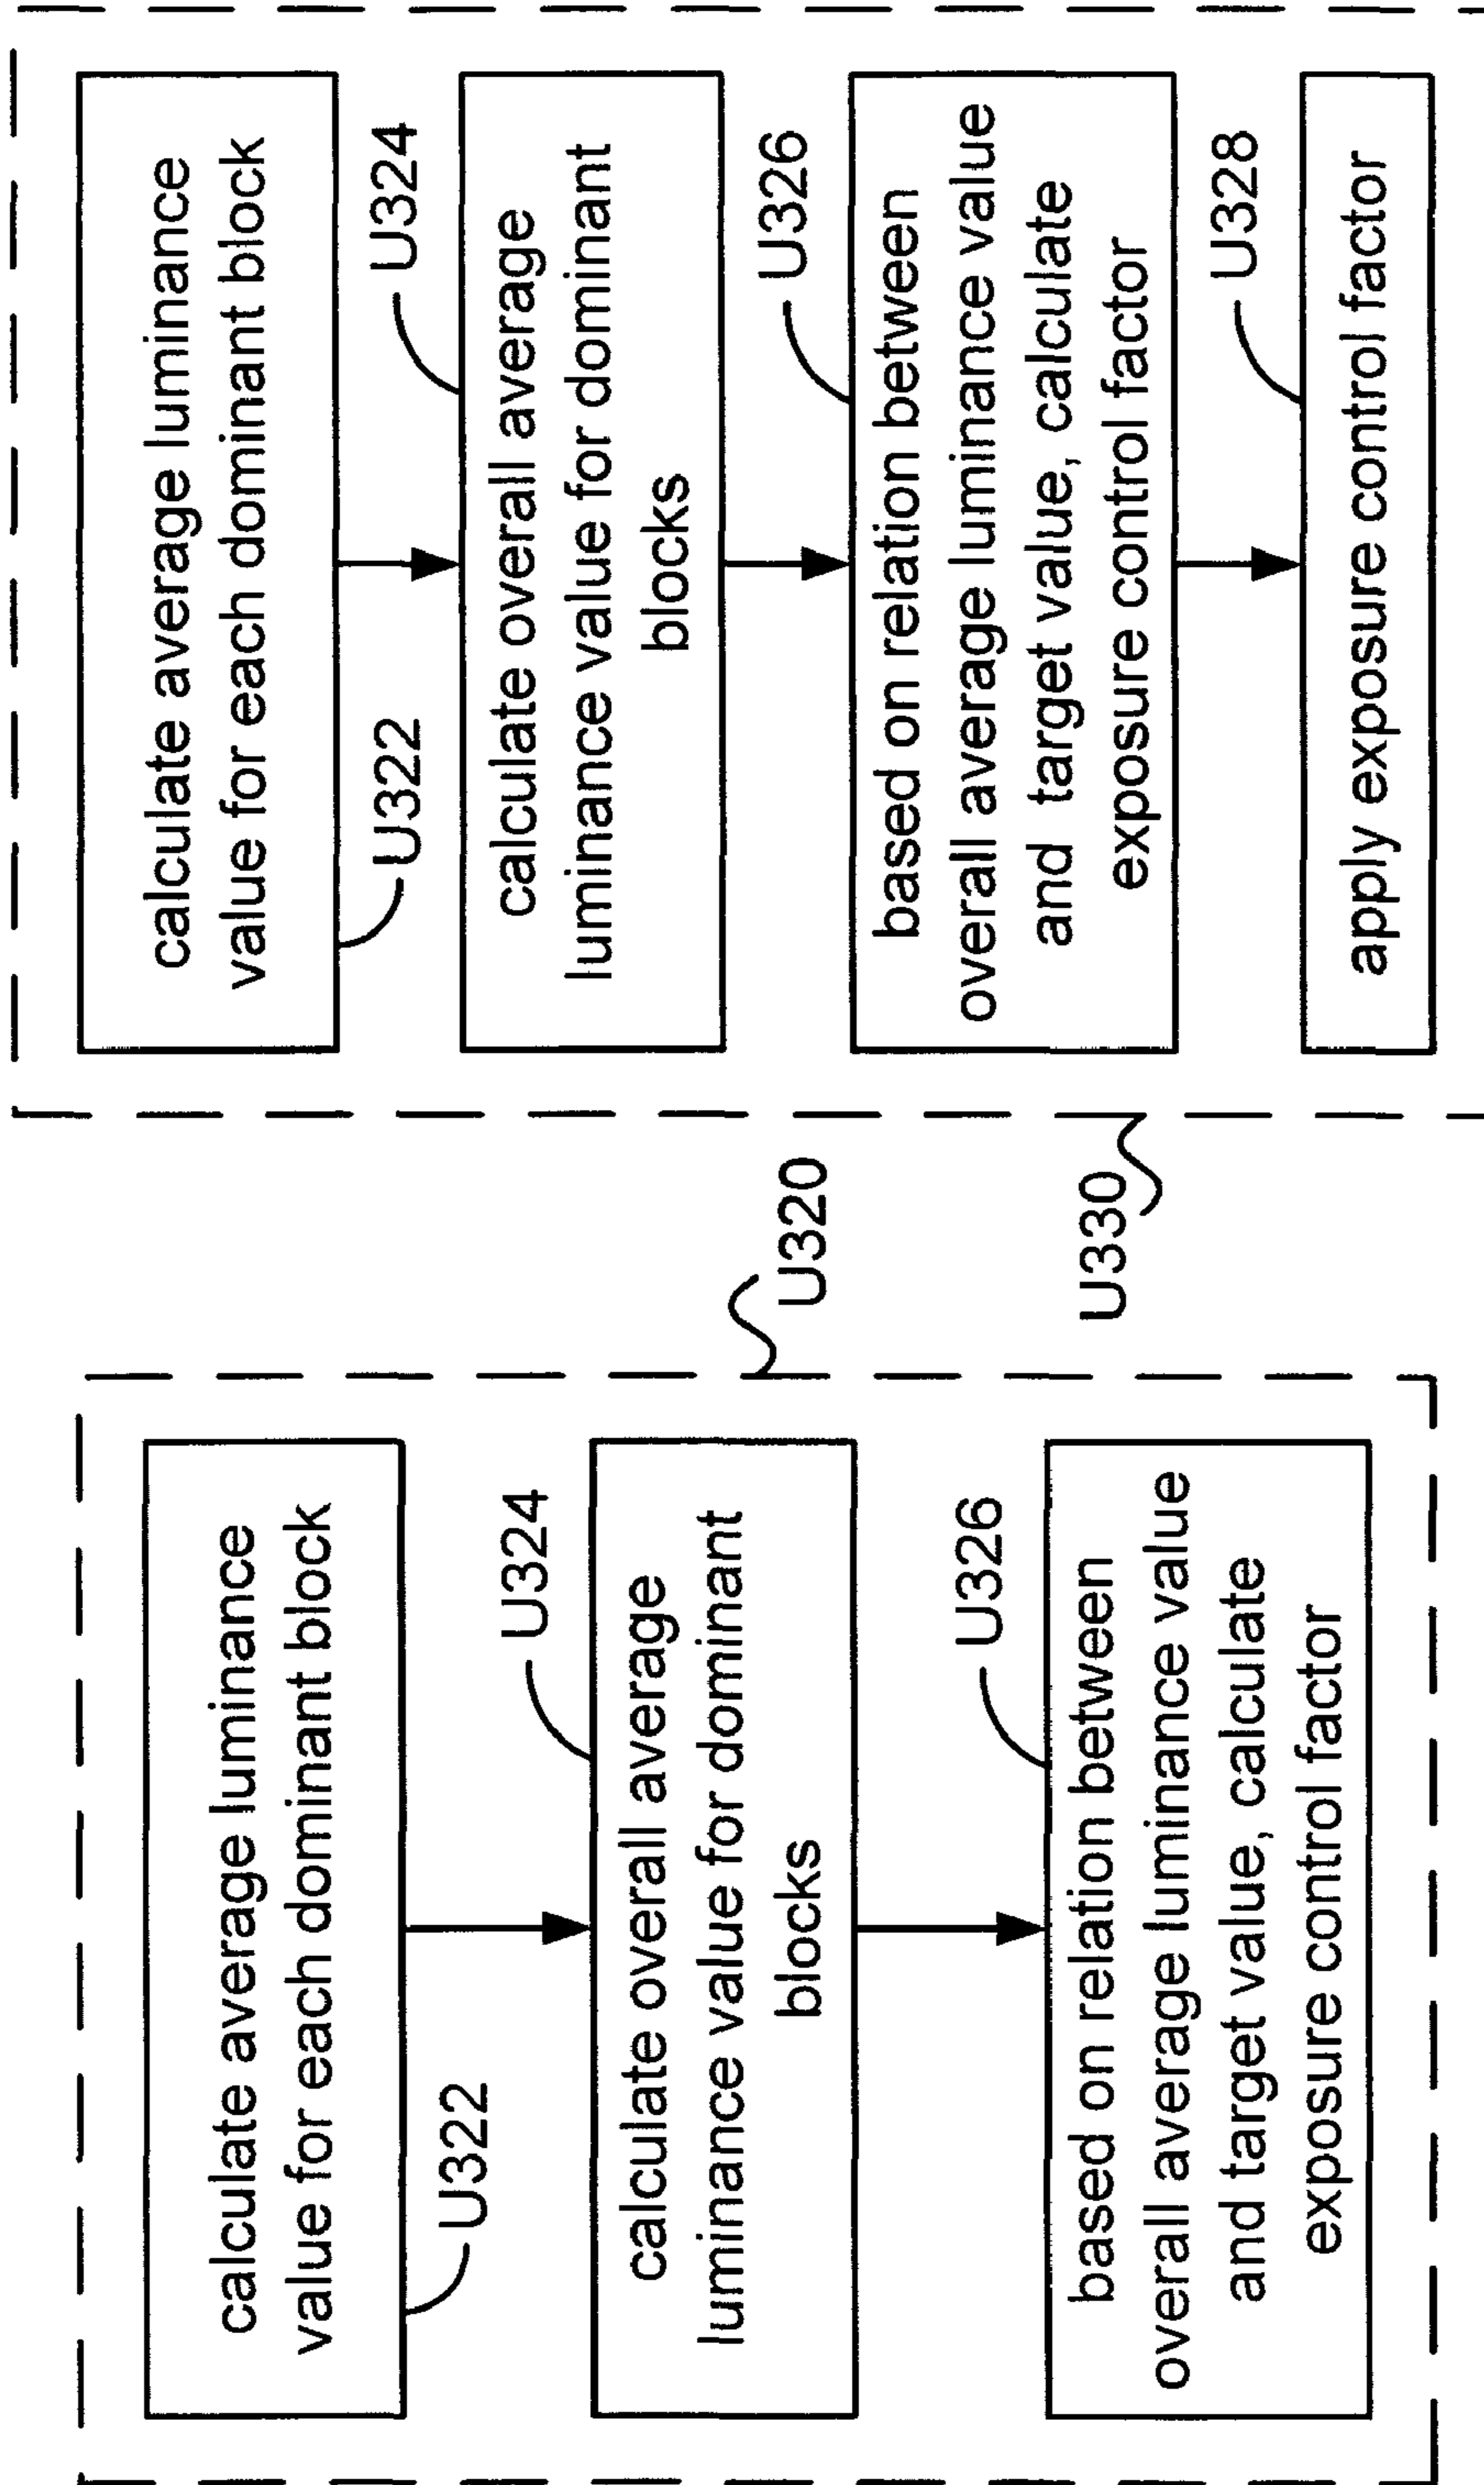 calculate average luminance
value for each dominant block
U322
U324
calculate overall average
luminance value for dominant
blocks
U326
based on relation between
overall average luminance value
and target value, calculate
exposure control factor
U320
calculate average luminance
value for each dominant block
U322
U324
calculate overall average
luminance value for dominant
blocks
U326
based on relation between
overall average luminance value
and target value, calculate
exposure control factor
U328
apply exposure control factor
U330